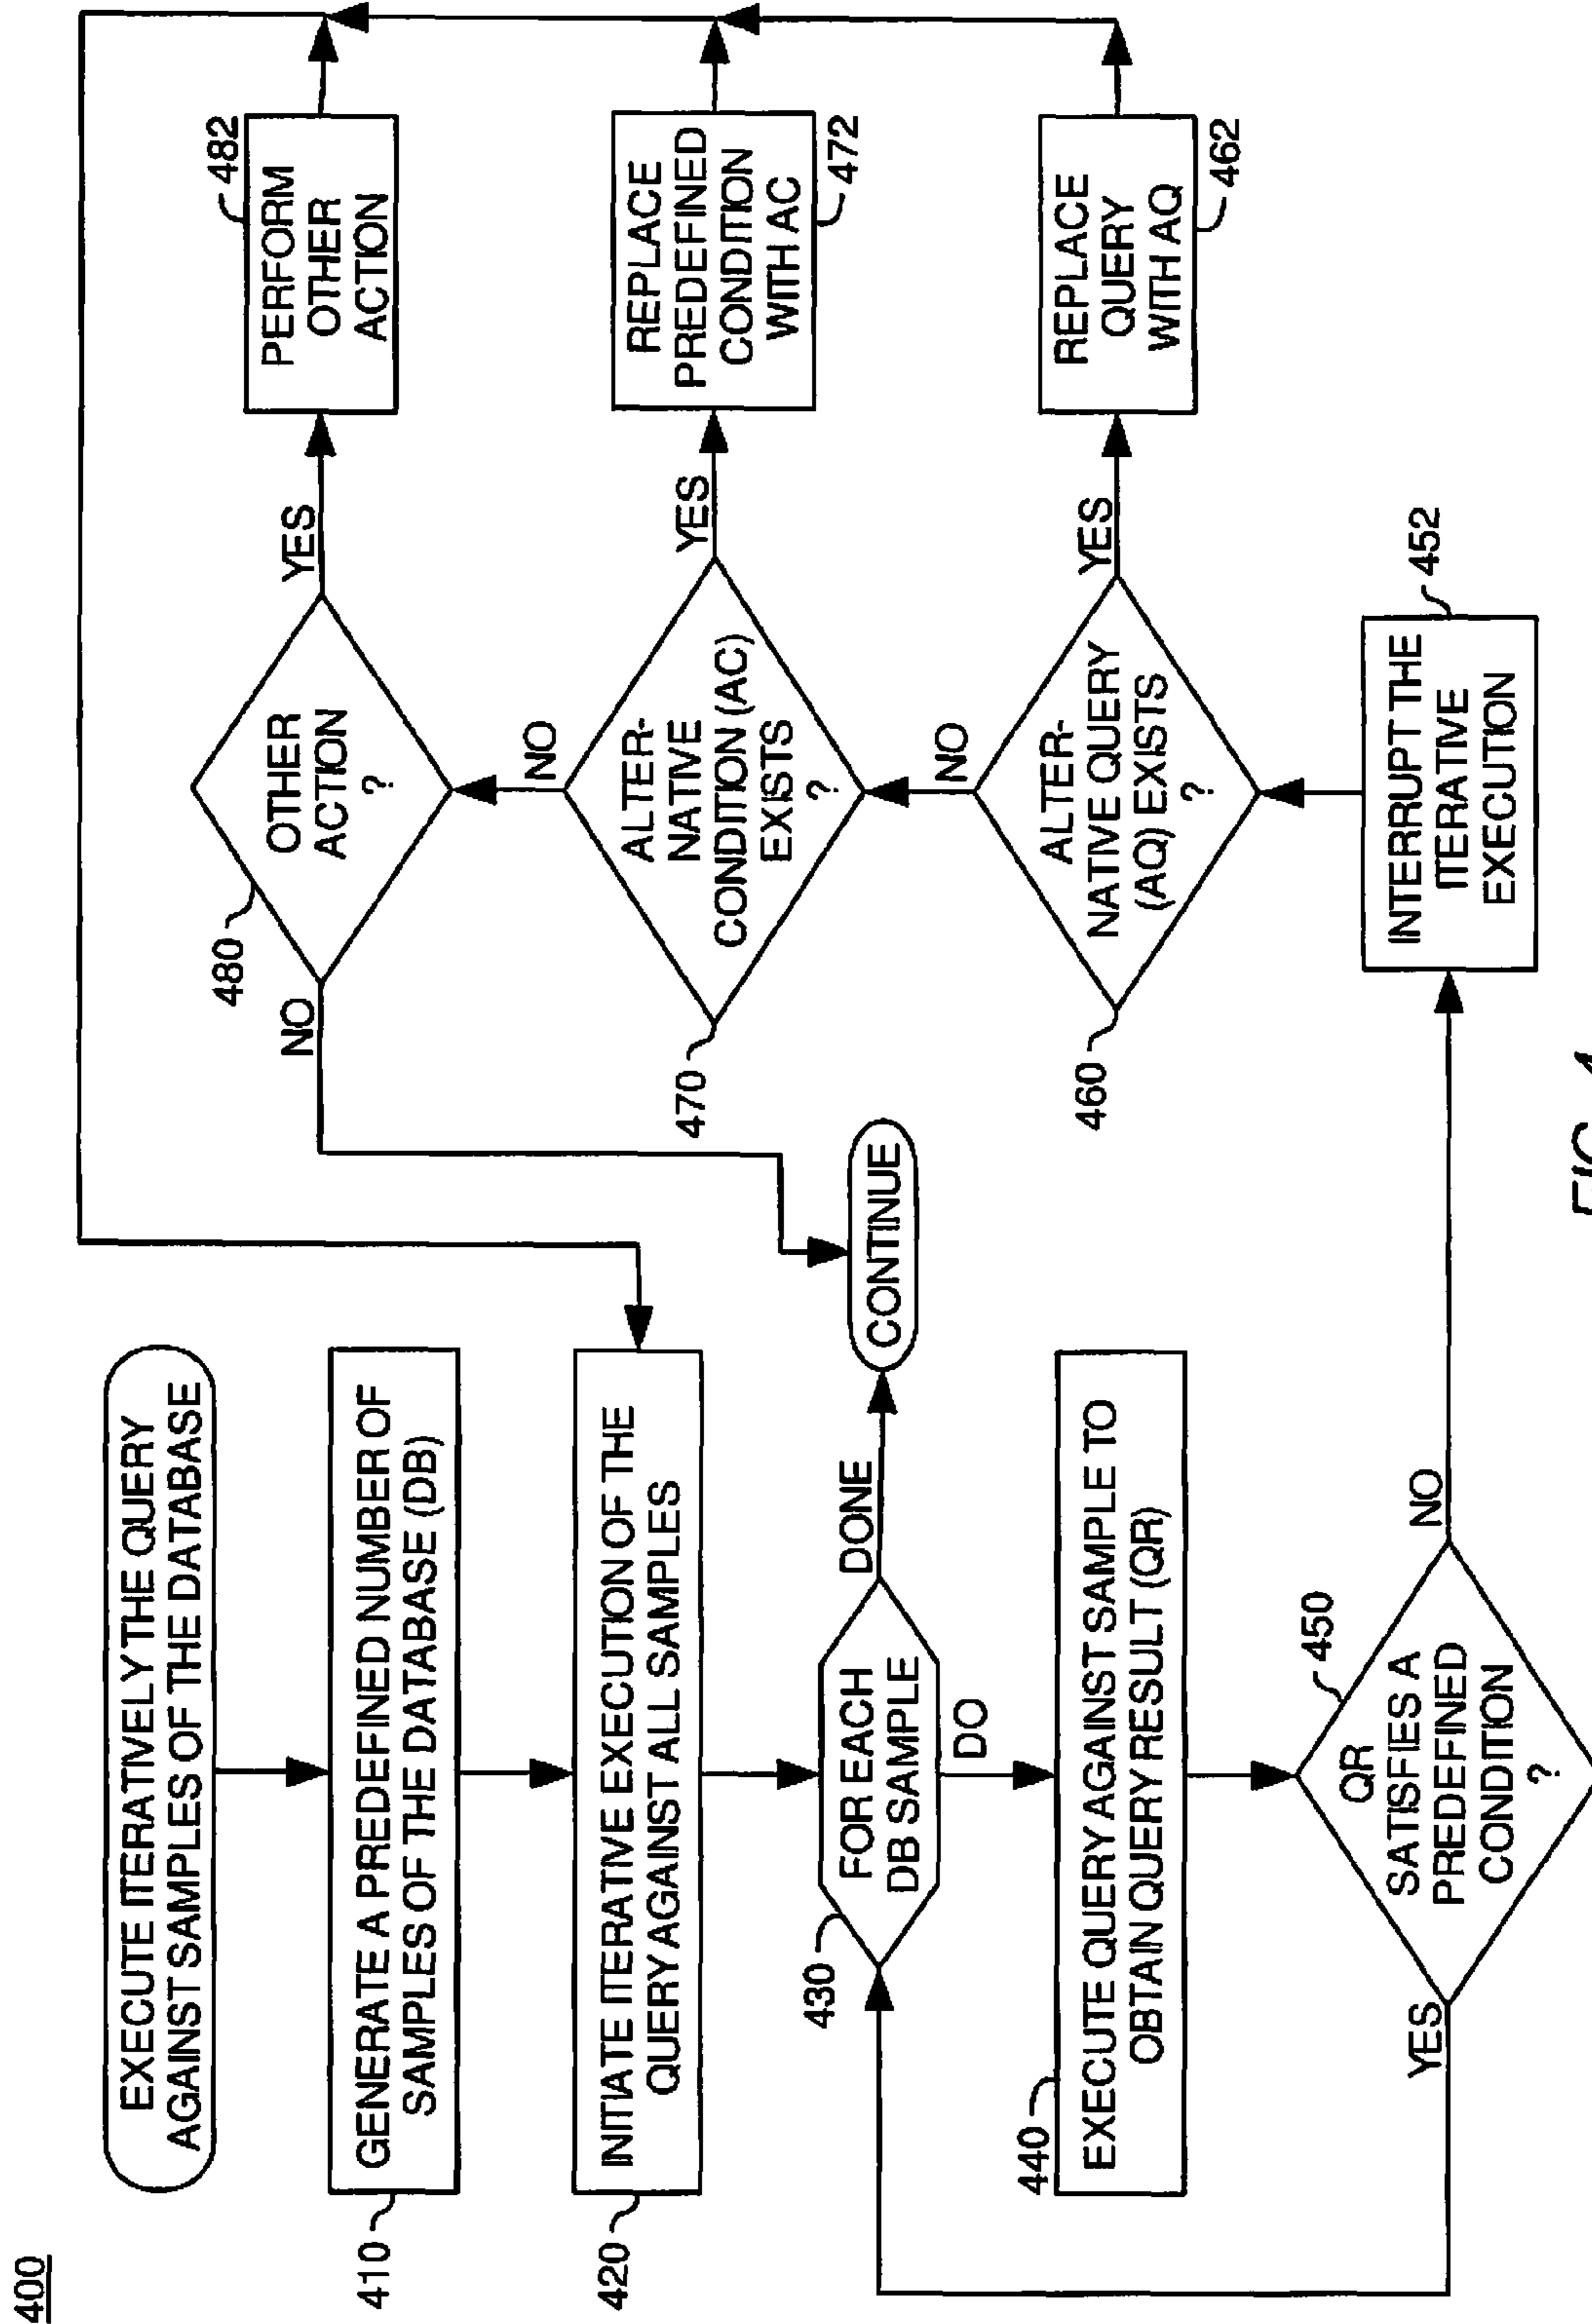 400
EXECUTE ITERATIVELY THE QUERY
AGAINST SAMPLES OF THE DATABASE
410
GENERATE A PREDEFINED NUMBER OF
SAMPLES OF THE DATABASE (DB)
420
INITIATE ITERATIVE EXECUTION OF THE
QUERY AGAINST ALL SAMPLES
430
FOR EACH
DB SAMPLE
DONE
CONTINUE
DO
440
EXECUTE QUERY AGAINST SAMPLE TO
OBTAIN QUERY RESULT (QR)
450
QR
SATISFIES A
PREDEFINED
CONDITION
?
YES
NO
INTERRUPT THE
ITERATIVE
EXECUTION
452
460
ALTER-
NATIVE QUERY
(AQ) EXISTS
?
YES
REPLACE
QUERY
WITH AQ
462
NO
470
ALTER-
NATIVE
CONDITION (AC)
EXISTS
?
YES
REPLACE
PREDEFINED
CONDITION
WITH AC
472
NO
480
OTHER
ACTION
?
NO
YES
PERFORM
OTHER
ACTION
482
FIG. 4